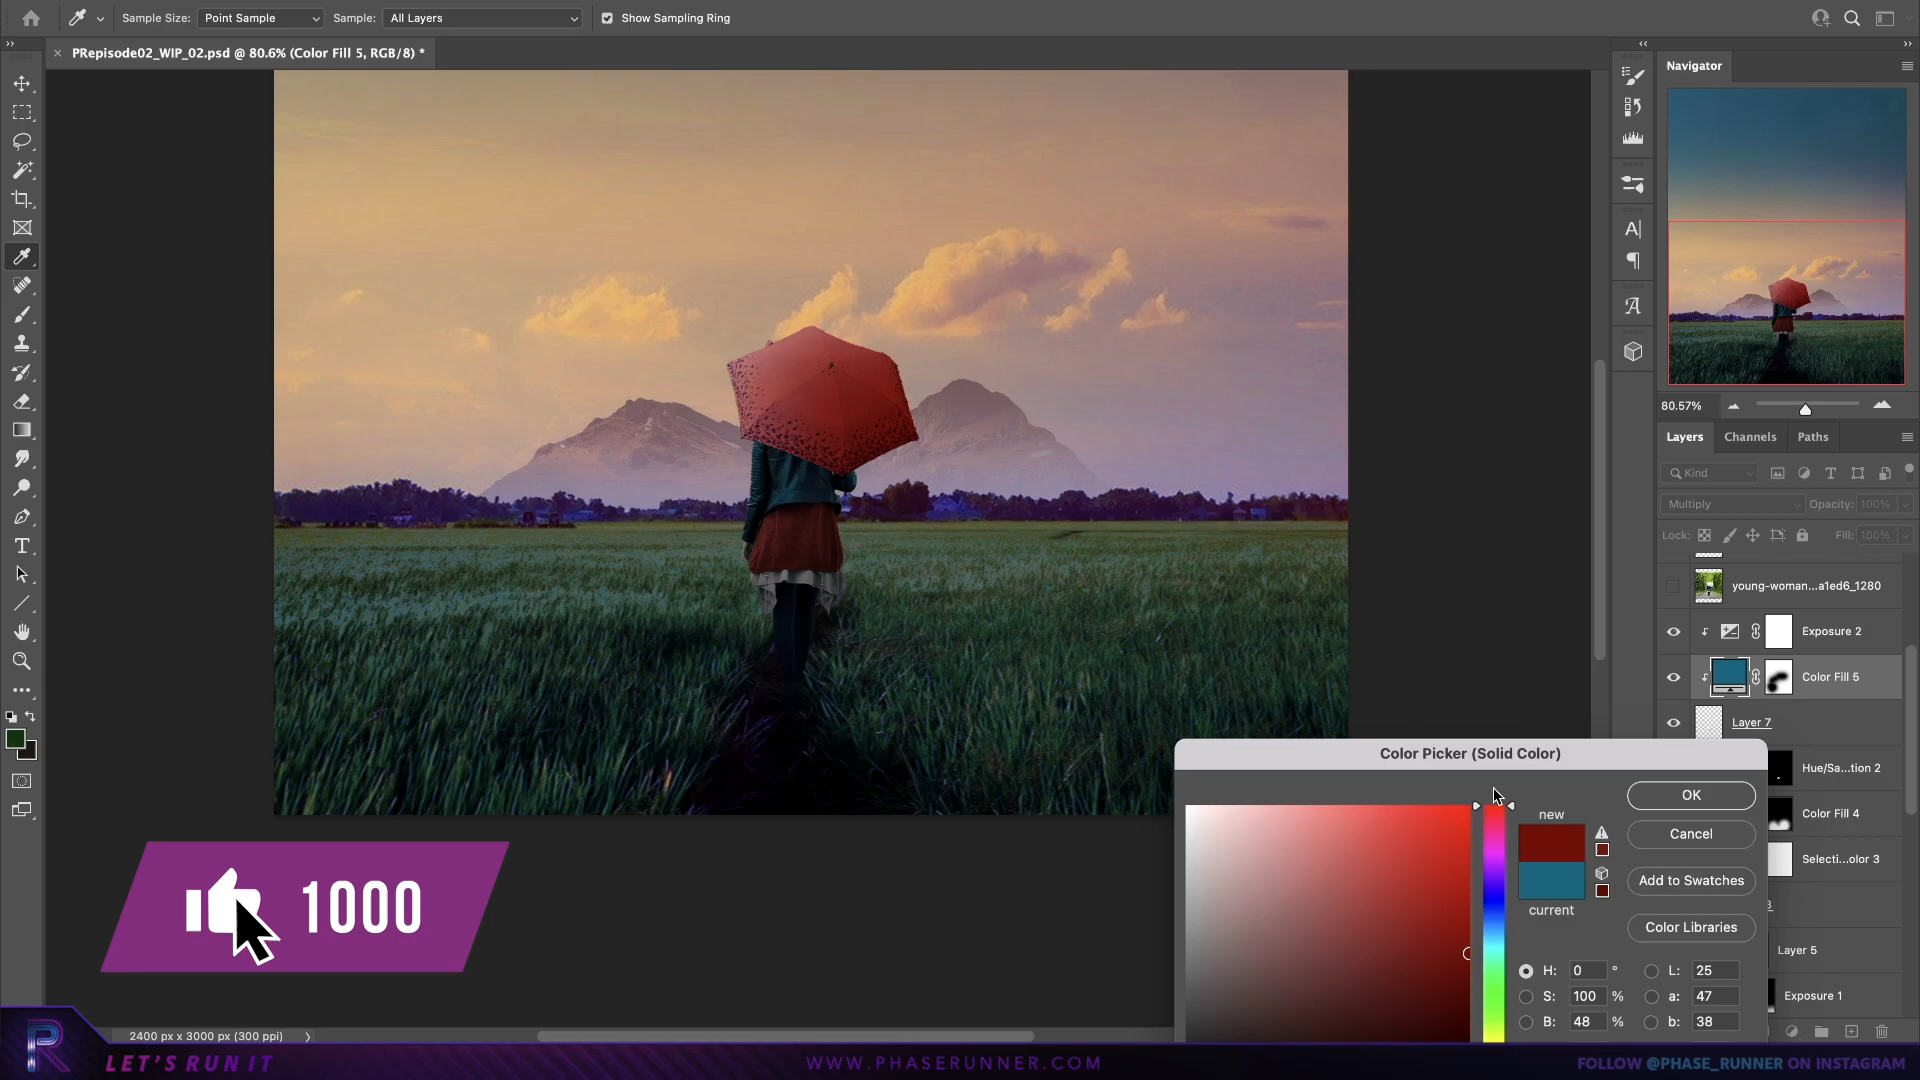 Sample Size: Point Sample Sample: All Layers Show Sampling Ring
PRepisode02_WIP_02.psd @ 80.6% (Color Fill 5, RGB/8) *
Navigator
80.57%
Layers Channels Paths
Kind
Multiply Opacity: 100%
Lock: Fill: 100%
young-woman...a1ed6_1280
Exposure 2
Color Fill 5
Layer 7
Hue/Sa...tion 2
Color Fill 4
Selecti...olor 3
Layer 5
Exposure 1
Color Picker (Solid Color)
new
current
OK
Cancel
Add to Swatches
Color Libraries
H: 0 ° L: 25
S: 100 % a: 47
B: 48 % b: 38
1000
2400 px x 3000 px (300 ppi)
R
LET'S RUN IT
WWW.PHASERUNNER.COM
FOLLOW @PHASE_RUNNER ON INSTAGRAM